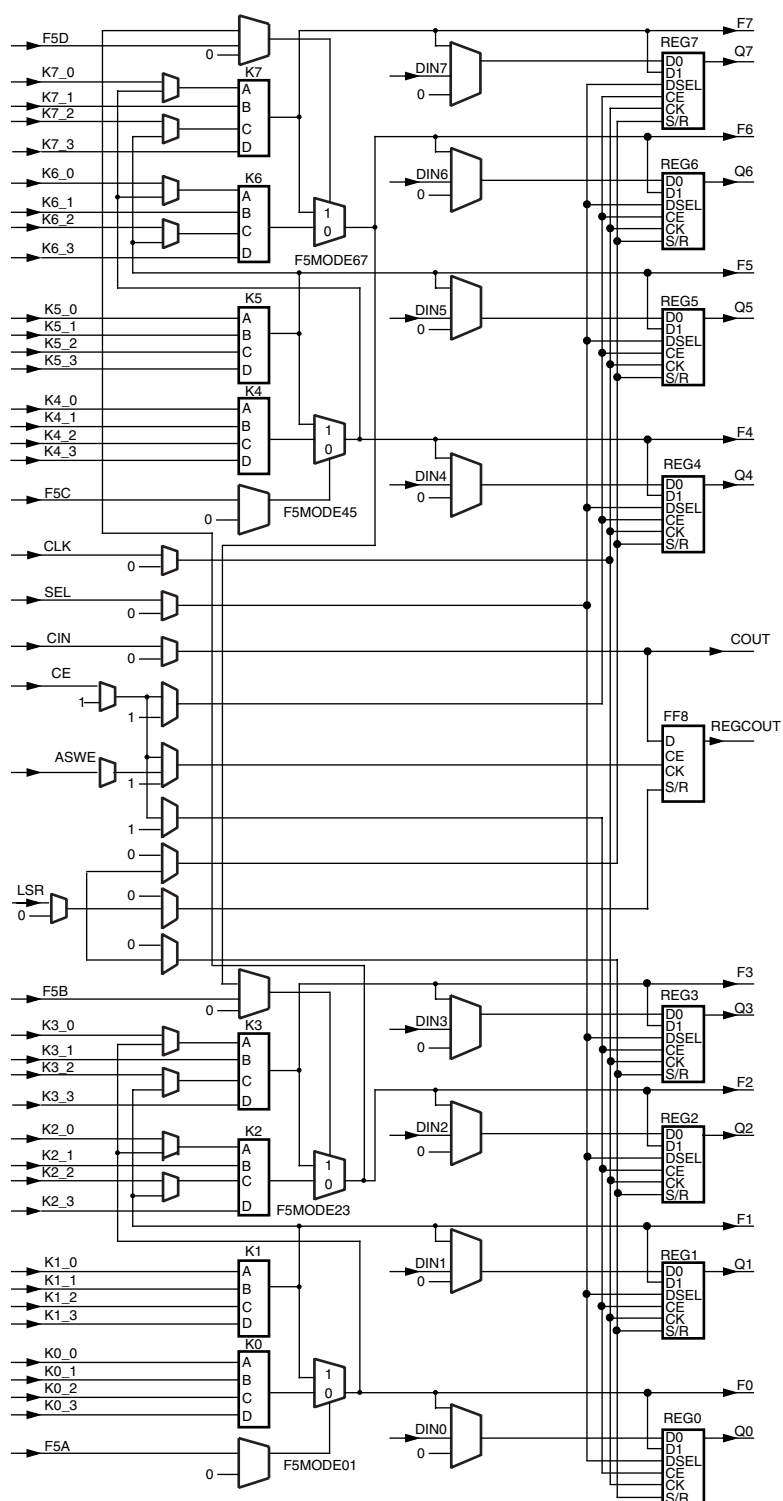 F7
REG7
F5D
D0
Q7
0
D1
K7_0
K7
DIN7
DSEL
A
CE
K7_1
B
0
CK
K7_2
C
S/R
K7_3
D
F6
REG6
K6_0
K6
D0
Q6
A
DIN6
D1
K6_1
B
1
0
DSEL
K6_2
C
0
CE
CK
K6_3
D
S/R
F5MODE67
F5
K5
REG5
K5_0
A
DIN5
D0
Q5
K5_1
B
0
D1
K5_2
C
DSEL
K5_3
D
CE
CK
K4
S/R
K4_0
A
K4_1
B
1
F4
K4_2
C
0
K4_3
D
REG4
F5C
DIN4
D0
Q4
0
F5MODE45
0
D1
DSEL
CE
CLK
CK
0
S/R
SEL
0
CIN
COUT
0
CE
1
1
FF8
REGCOUT
D
ASWE
CE
1
CK
S/R
1
0
LSR
0
0
0
F3
F5B
REG3
0
D0
Q3
K3_0
K3
DIN3
D1
A
DSEL
K3_1
B
0
CE
K3_2
C
CK
K3_3
D
S/R
F2
K2_0
K2
REG2
A
DIN2
D0
Q2
K2_1
B
1
0
D1
K2_2
C
0
DSEL
CE
K2_3
D
CK
F5MODE23
S/R
F1
K1
REG1
K1_0
A
DIN1
D0
Q1
K1_1
B
0
D1
K1_2
C
DSEL
K1_3
D
CE
CK
K0
S/R
K0_0
A
K0_1
B
1
K0_2
C
0
F0
K0_3
D
REG0
F5A
DIN0
D0
Q0
0
F5MODE01
0
D1
DSEL
CE
CK
S/R